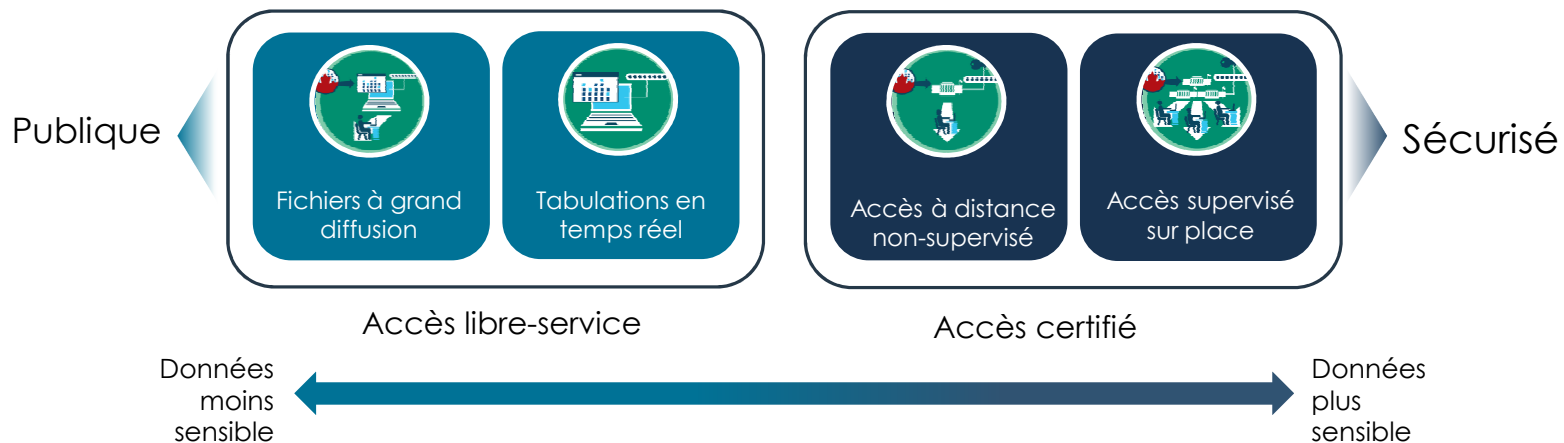 Publique
Fichiers à grand
diffusion
Tabulations en
temps réel
Accès à distance
non-supervisé
Accès supervisé
sur place
Sécurisé
Accès libre-service
Accès certifié
Données
moins
sensible
Données
plus
sensible